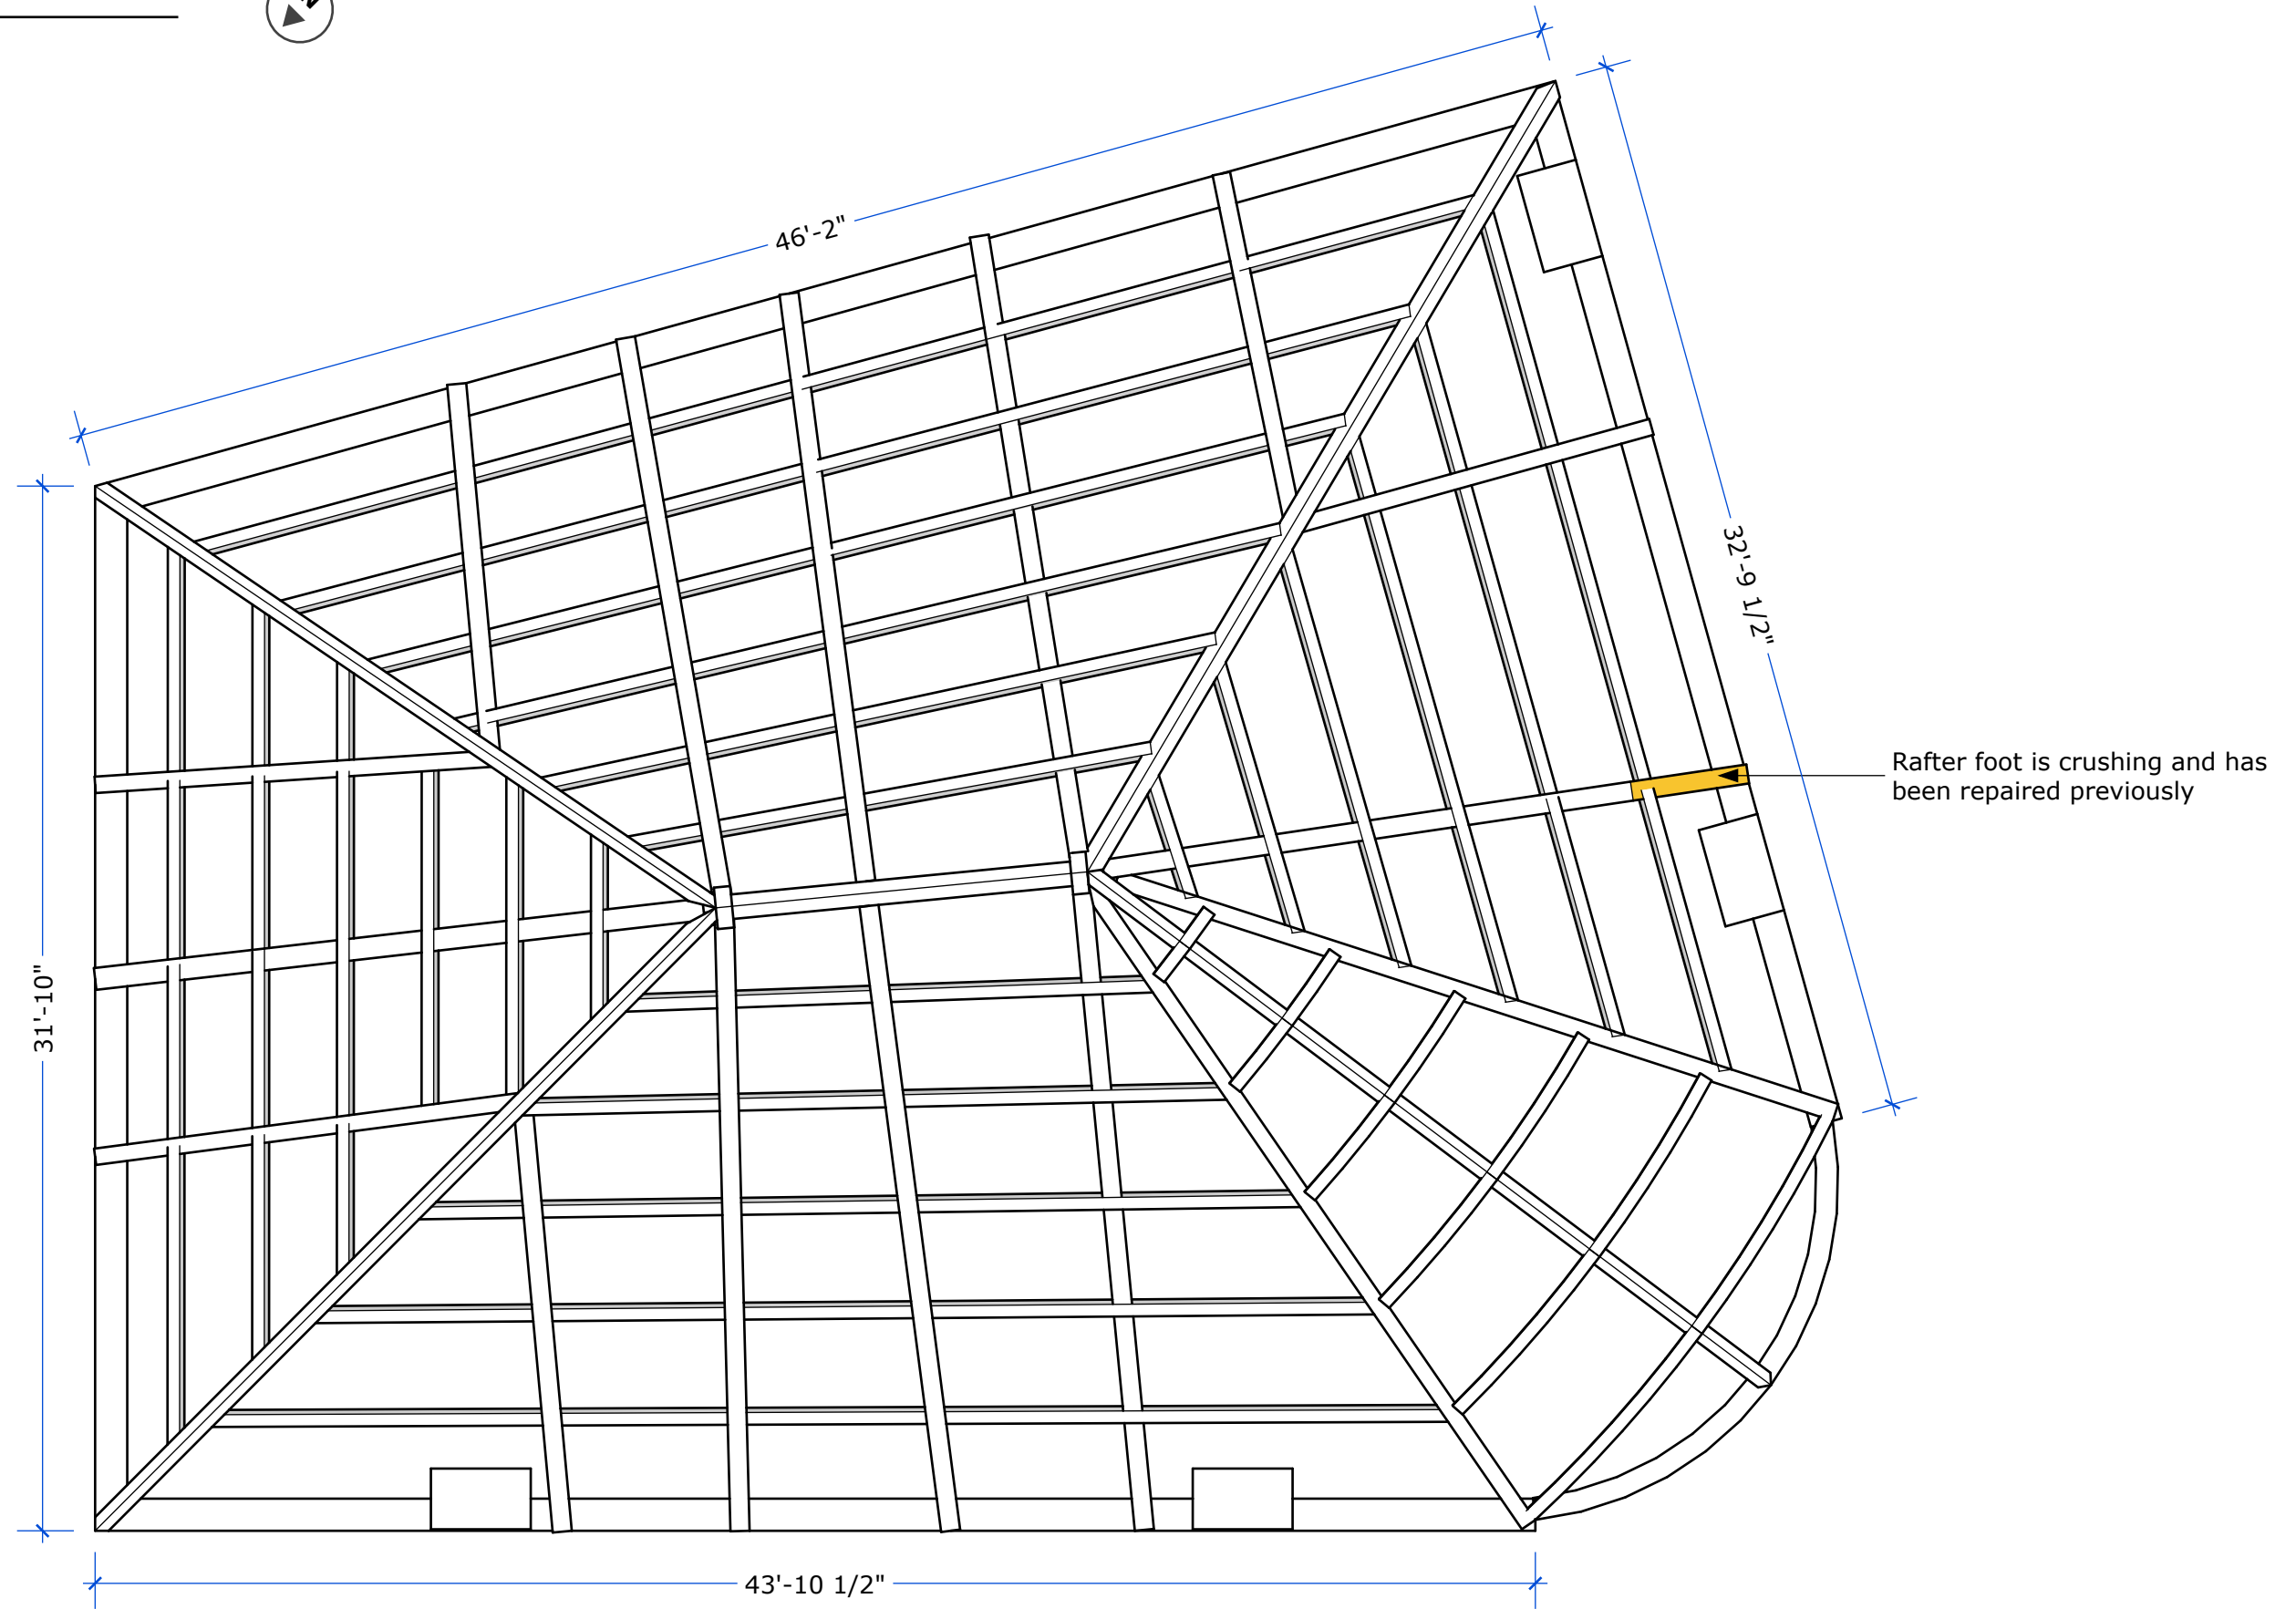 46'-2"
32'-9 1/2"
Rafter foot is crushing and has
been repaired previously
31'-10"
43'-10 1/2"